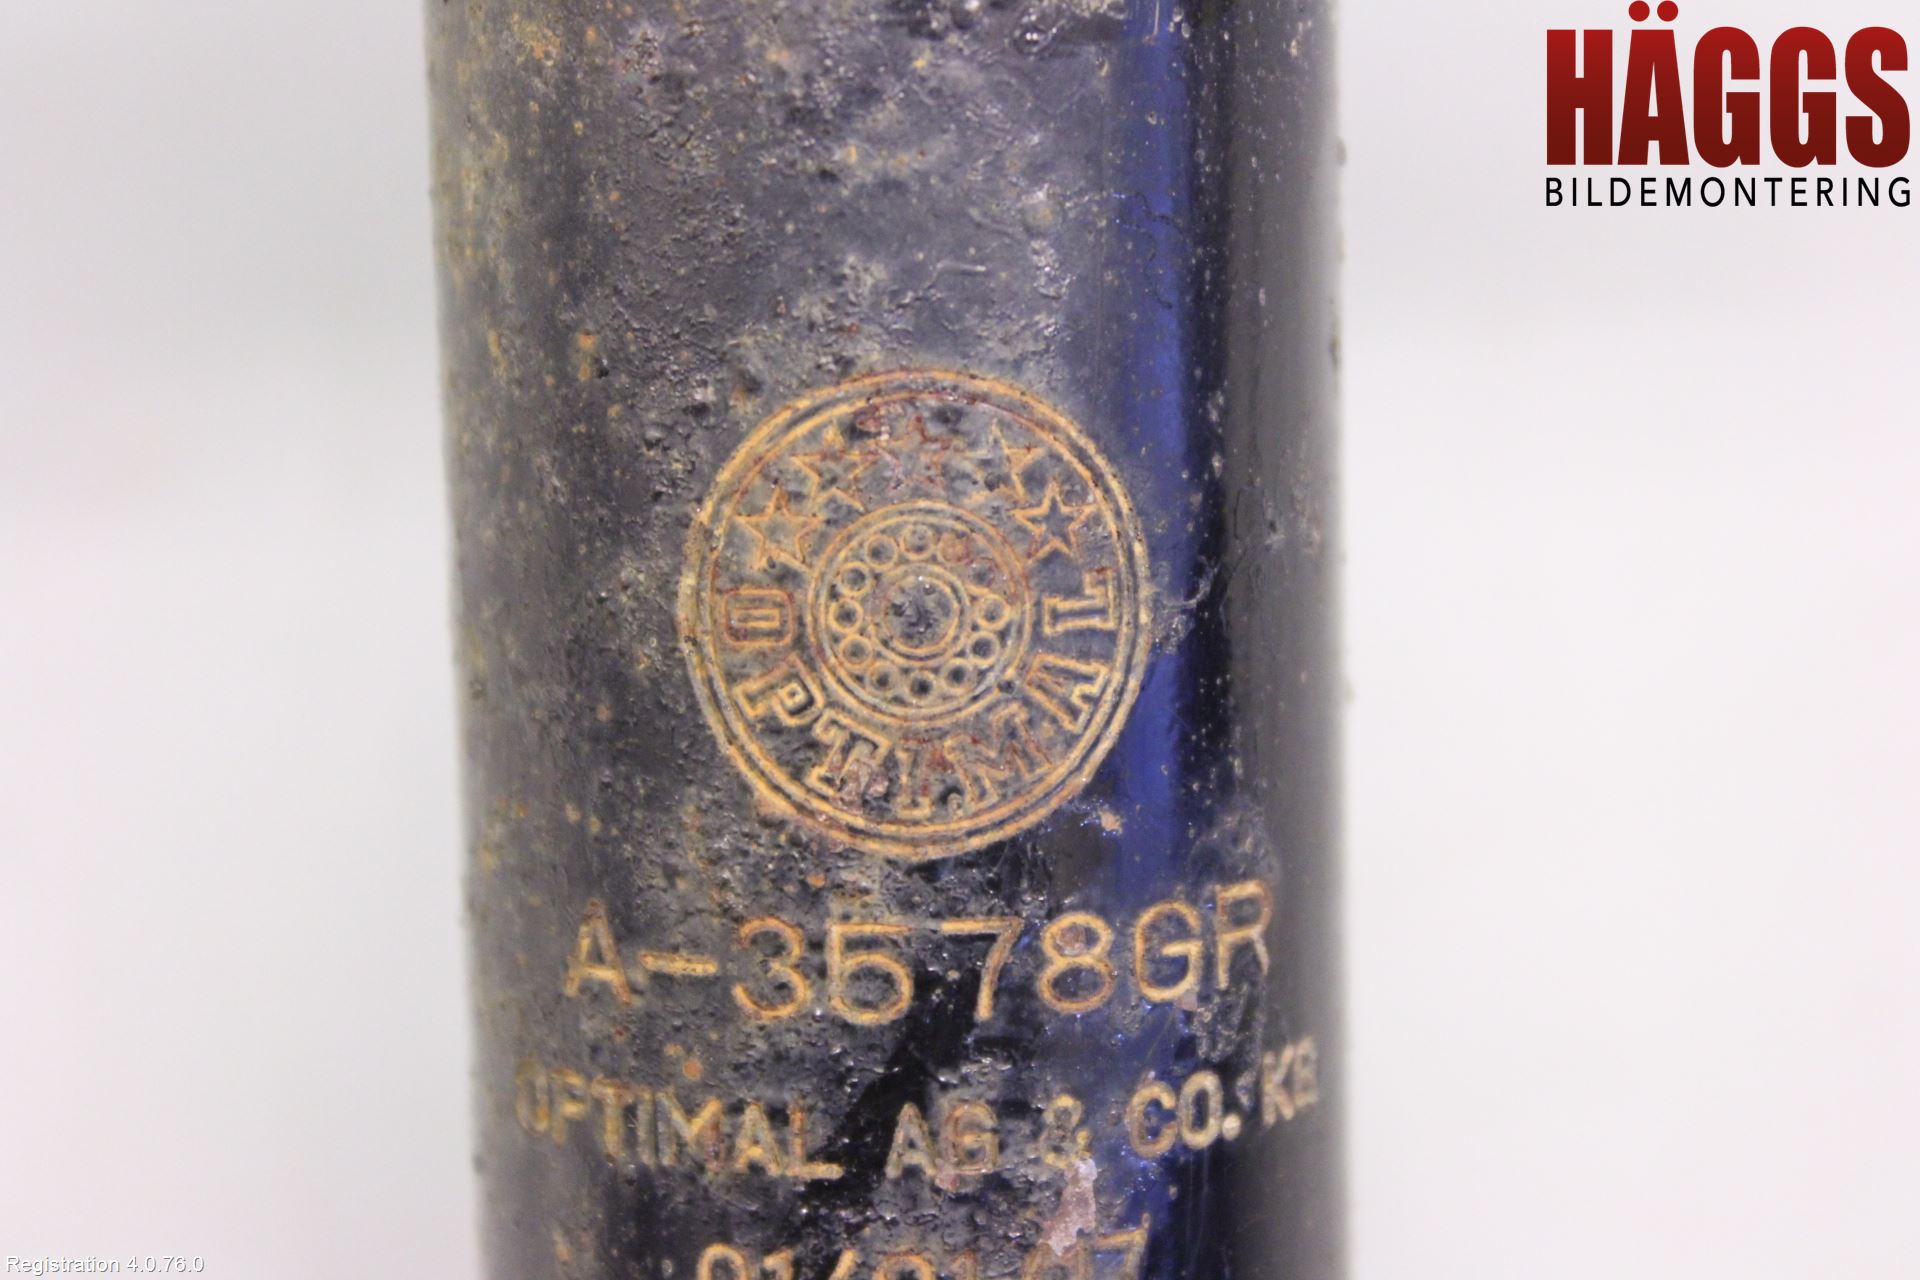 HÄGGS
BILDEMONTERING
OPTIMAL
A-3578GR
OPTIMAL AG & CO. KG
Registration 4.0.76.0